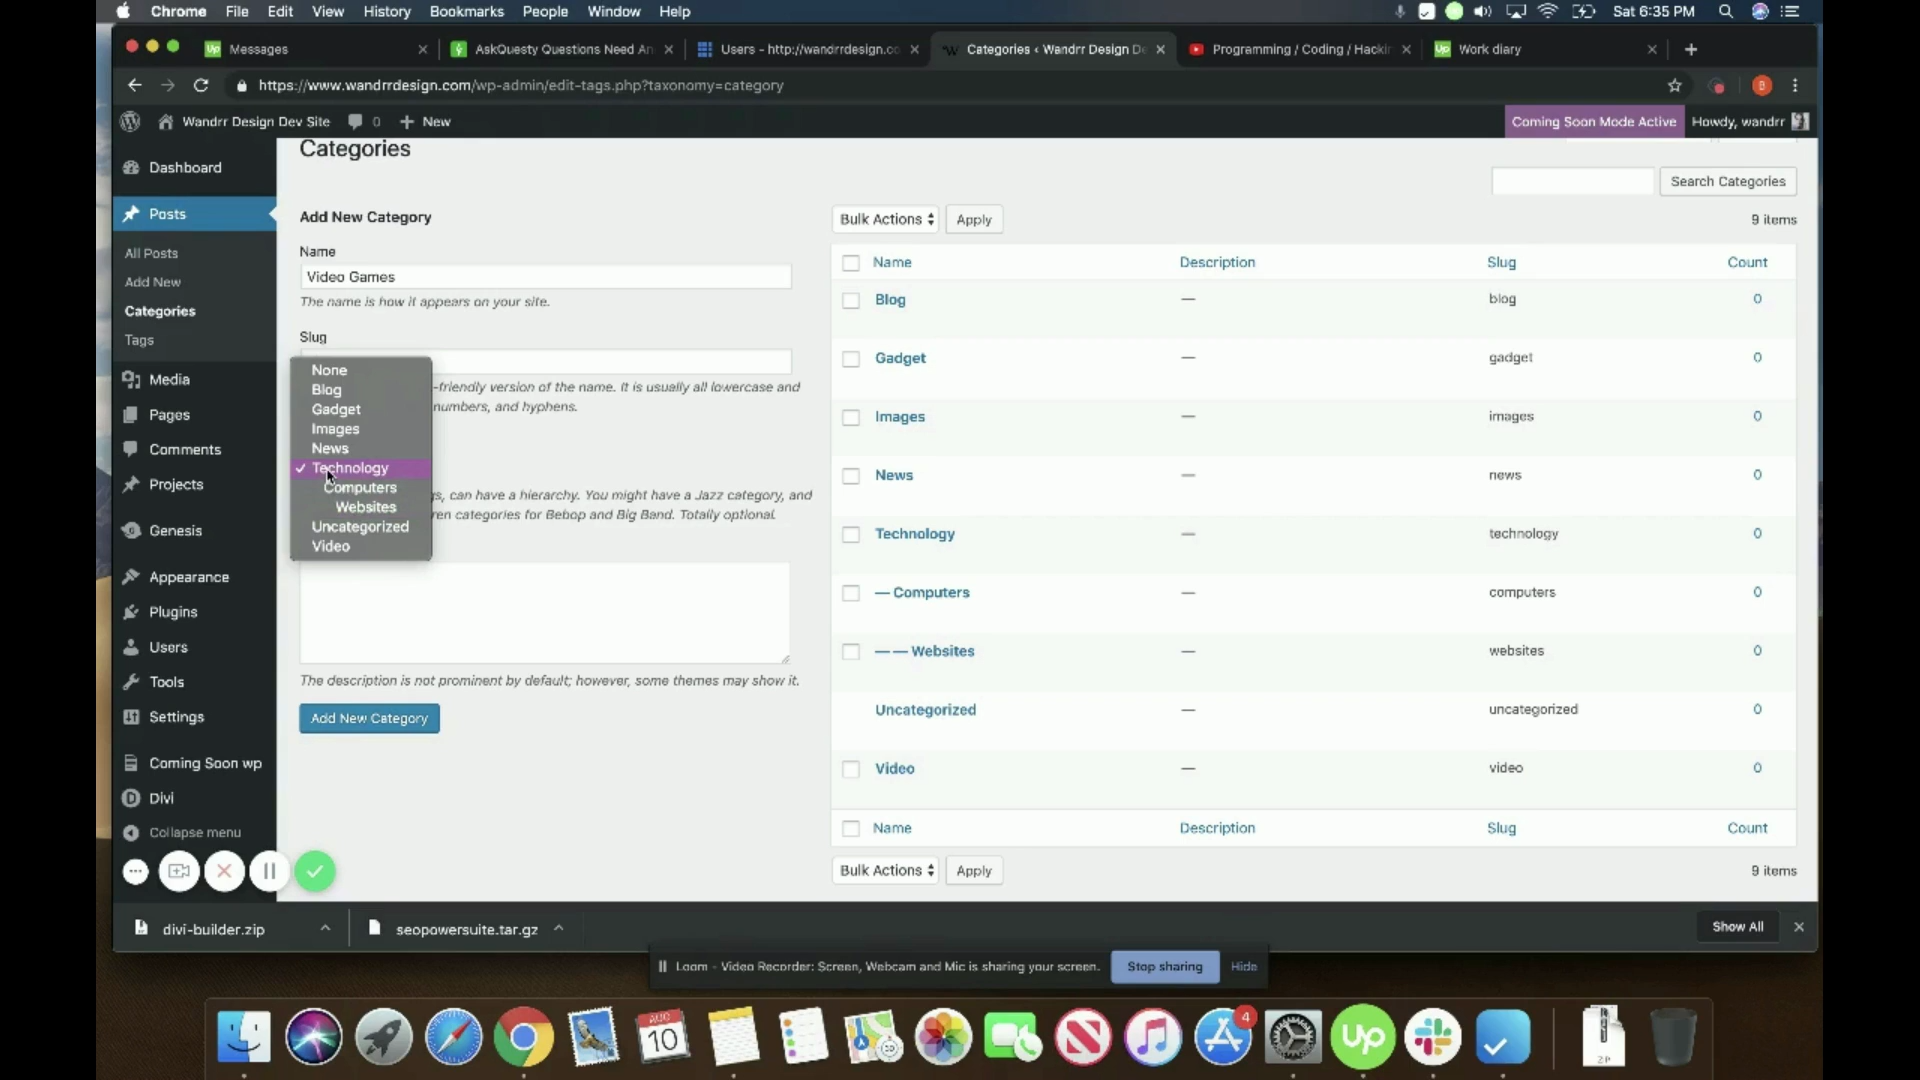 Chrome File Edit View History Bookmarks People Window Help Sat 6:35 PM
Messages AskQuesty Questions Need An Users - http://wandrrdesign.co Categories ‹ Wandrr Design De Programming / Coding / Hackin Work diary
https://www.wandrrdesign.com/wp-admin/edit-tags.php?taxonomy=category
Wandrr Design Dev Site 0 New Coming Soon Mode Active Howdy, wandrr
Dashboard
Posts
All Posts
Add New
Categories
Tags
Media
Pages
Comments
Projects
Genesis
Appearance
Plugins
Users
Tools
Settings
Coming Soon wp
Divi
Collapse menu
Categories
Add New Category
Name
Video Games
The name is how it appears on your site.
Slug
-friendly version of the name. It is usually all lowercase and
numbers, and hyphens.
None
Blog
Gadget
Images
News
✓ Technology
Computers
Websites
Uncategorized
Video
s, can have a hierarchy. You might have a Jazz category, and
ren categories for Bebop and Big Band. Totally optional.
The description is not prominent by default; however, some themes may show it.
Add New Category
Search Categories
Bulk Actions Apply 9 items
Name Description Slug Count
Blog — blog 0
Gadget — gadget 0
Images — images 0
News — news 0
Technology — technology 0
— Computers — computers 0
— — Websites — websites 0
Uncategorized — uncategorized 0
Video — video 0
Name Description Slug Count
Bulk Actions Apply 9 items
divi-builder.zip seopowersuite.tar.gz Show All
Loom - Video Recorder: Screen, Webcam and Mic is sharing your screen. Stop sharing Hide
AUG
10
4
Up
ZIP